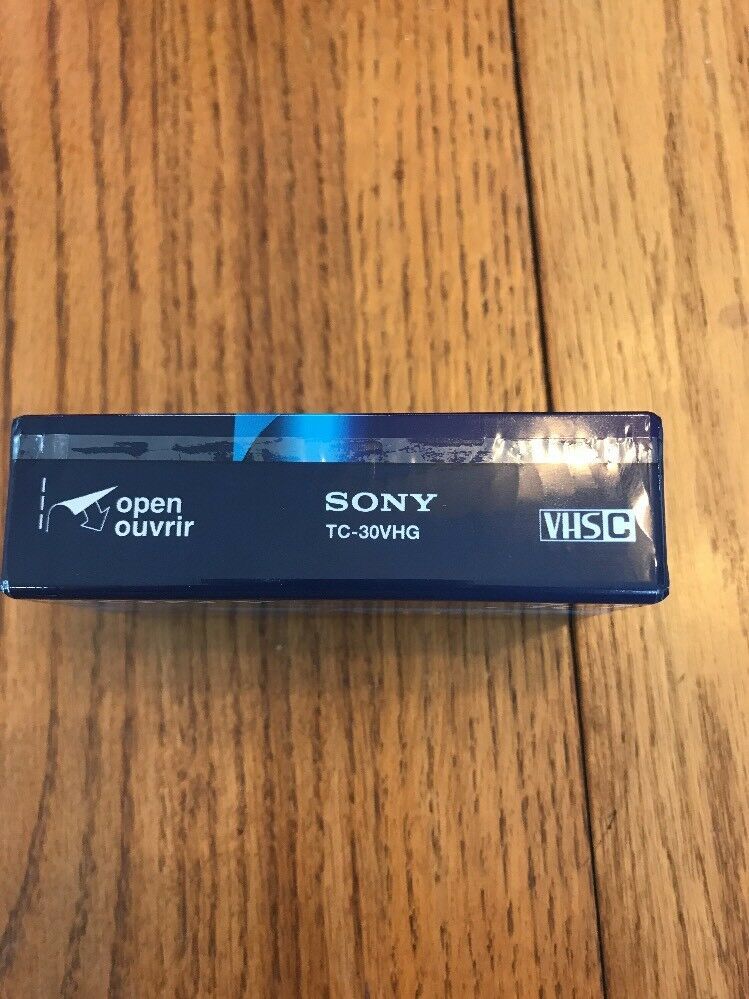 open
ouvrir
SONY
TC-30VHG
VHS C